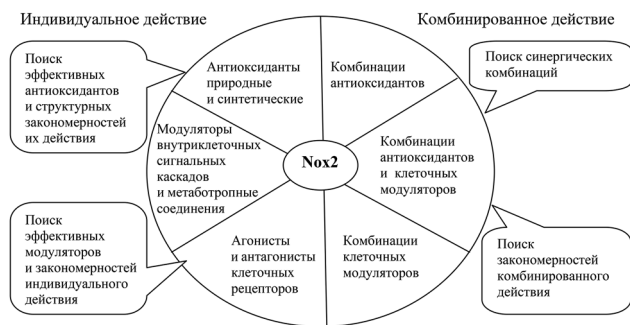 Индивидуальное действие
Комбинированное действие
Поиск
эффективных
антиоксидантов
и структурных
закономерностей
их действия
Антиоксиданты
природные
и синтетические
Комбинации
антиоксидантов
Поиск синергических
комбинаций
Модуляторы
внутриклеточных
сигнальных
каскадов
и метаботропные
соединения
Nox2
Комбинации
антиоксидантов
и клеточных
модуляторов
Поиск
эффективных
модуляторов
и закономерностей
индивидуального
действия
Агонисты
и антагонисты
клеточных
рецепторов
Комбинации
клеточных
модуляторов
Поиск
закономерностей
комбинированного
действия